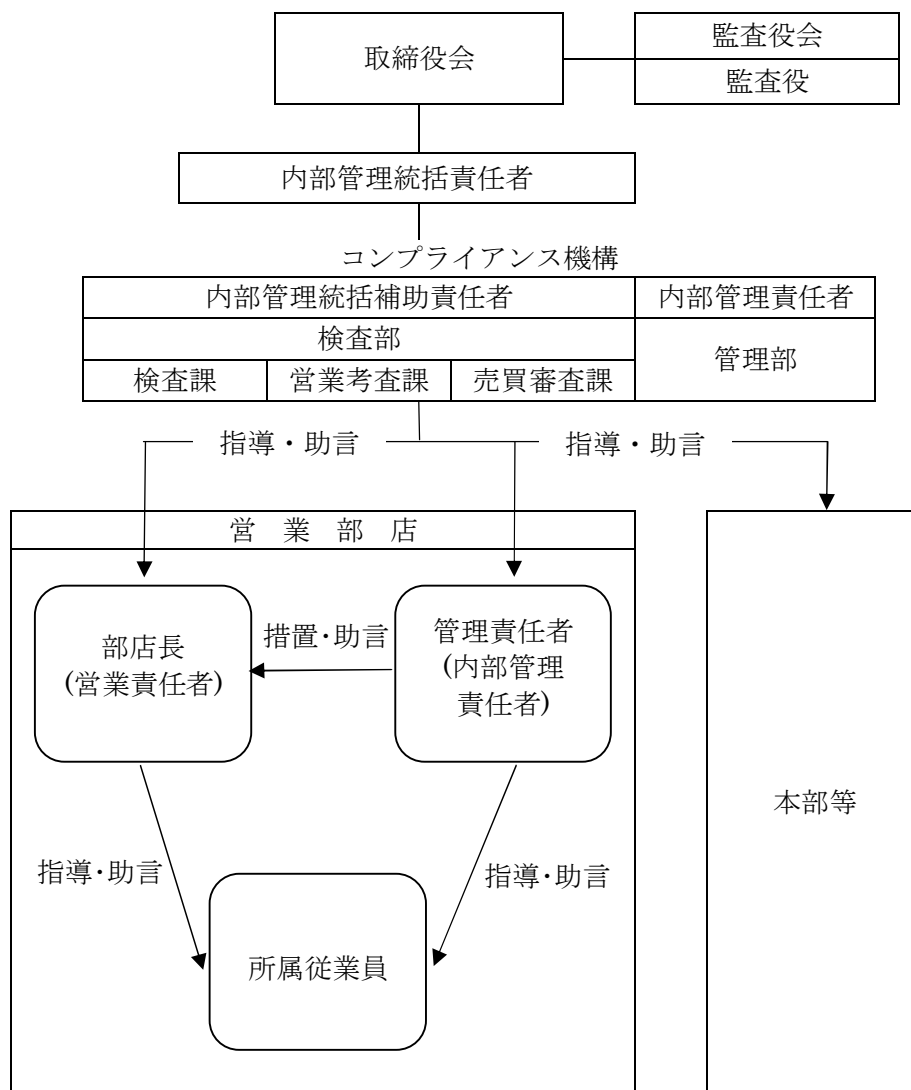 取締役会
監査役会
監査役
内部管理統括責任者
コンプライアンス機構
内部管理統括補助責任者
内部管理責任者
検査部
管理部
検査課
営業考査課
売買審査課
指導・助言
指導・助言
営業部店
部店長
(営業責任者)
措置･助言
管理責任者
(内部管理
責任者)
本部等
指導･助言
指導･助言
所属従業員